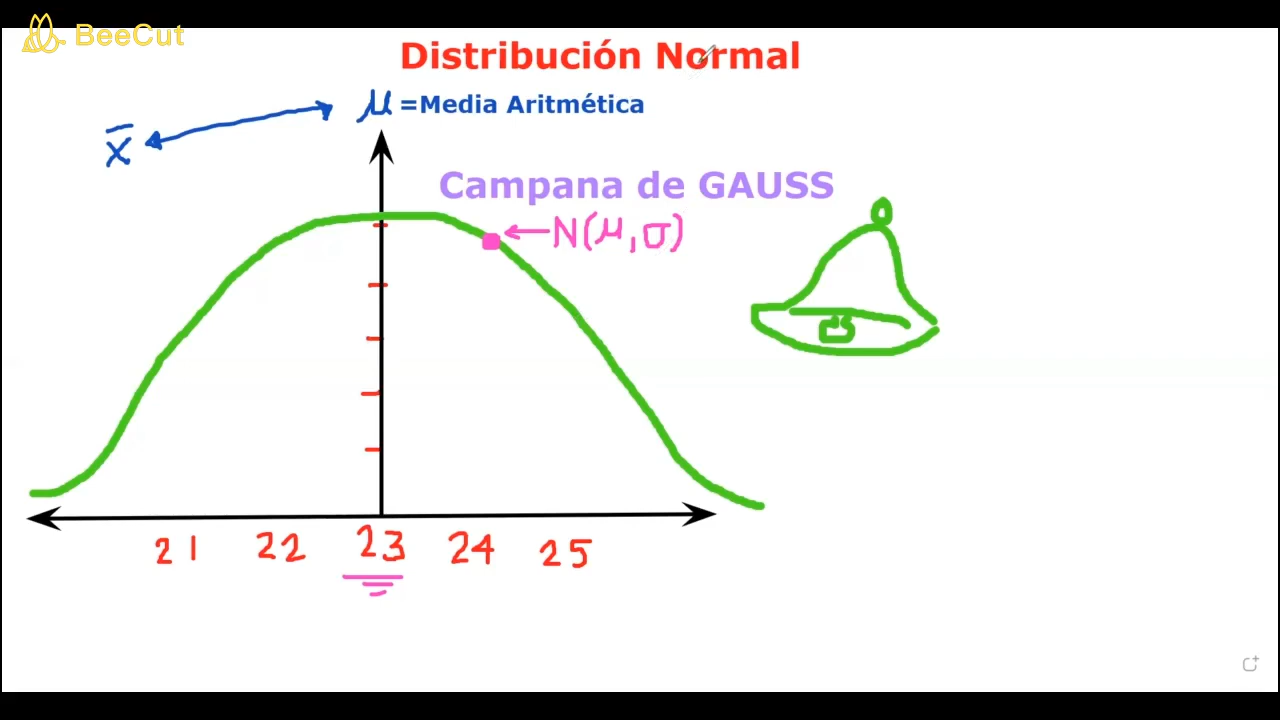 BeeCut
Distribución Normal
μ =Media Aritmética
x̄
Campana de GAUSS
N(μ,σ)
21 22 23 24 25